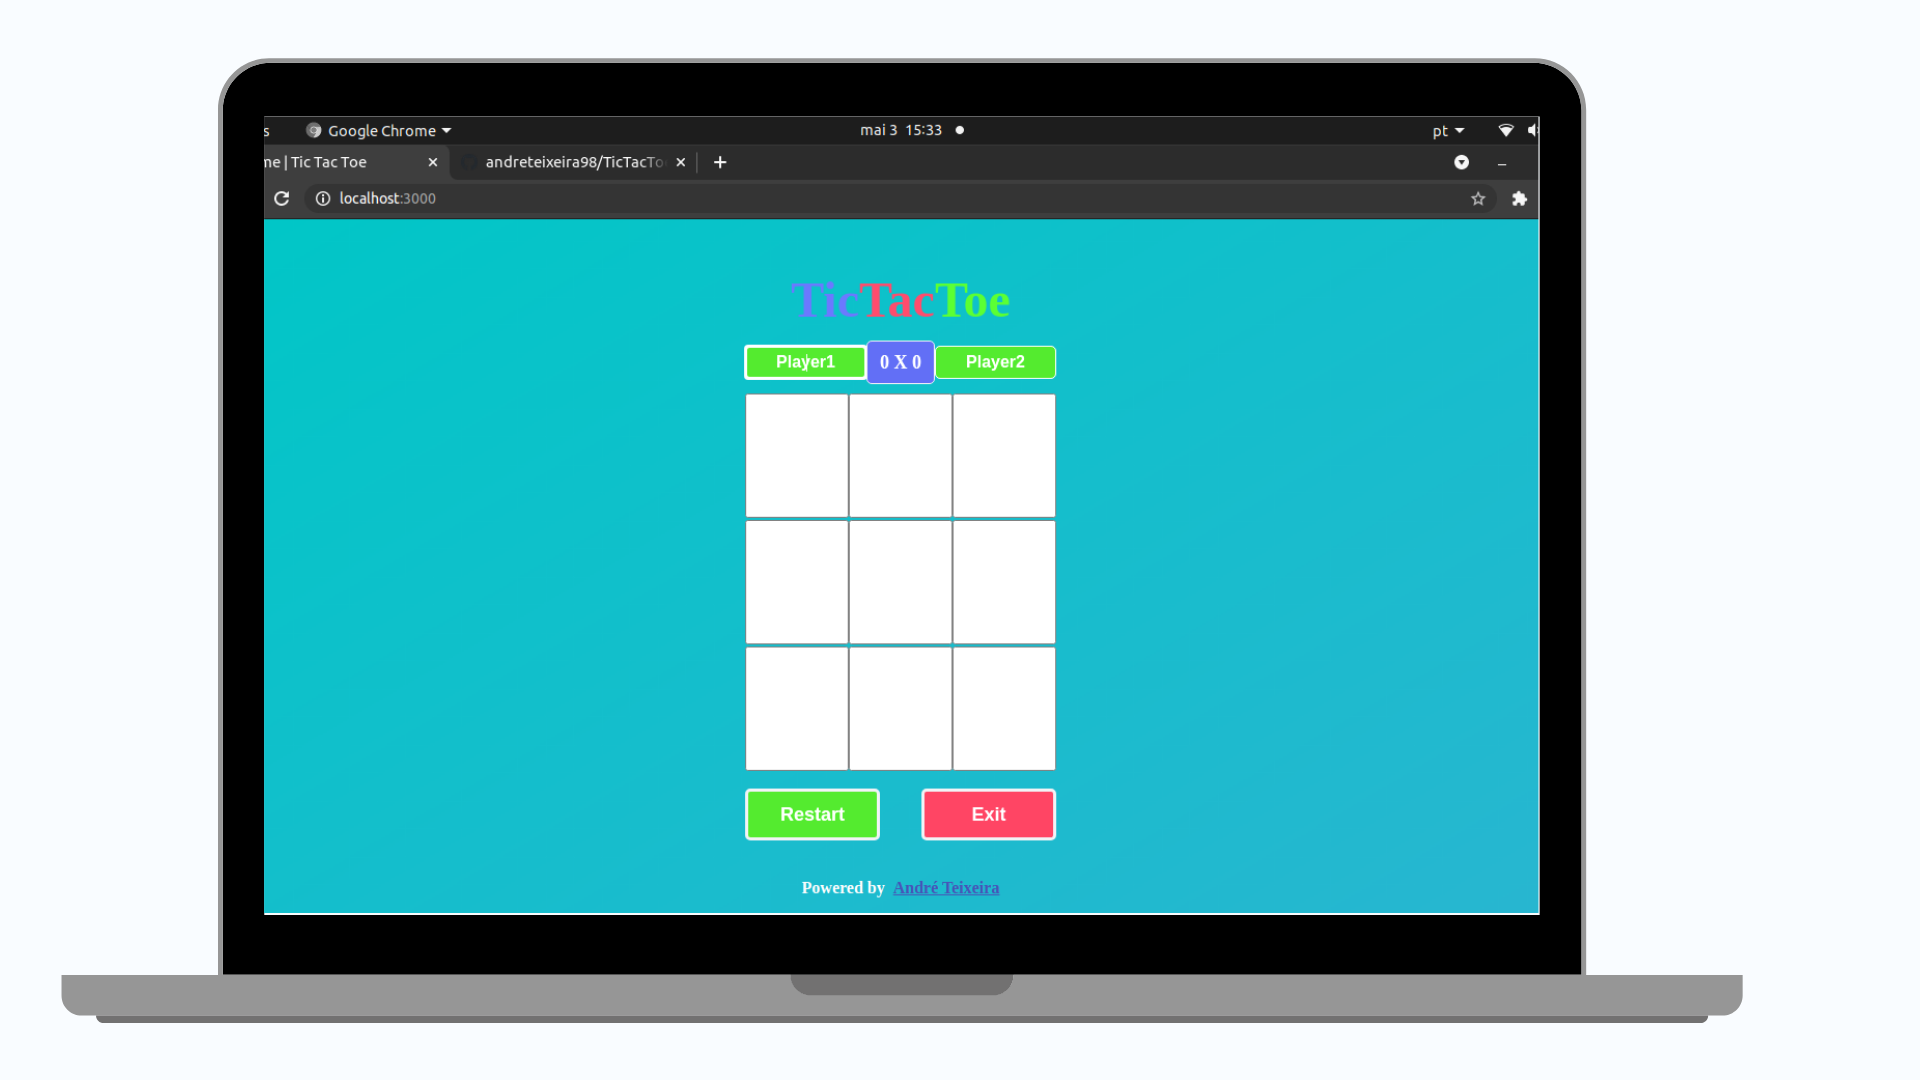 s Google Chrome mai 3 15:33 pt
me | Tic Tac Toe andreteixeira98/TicTacTo
localhost:3000
TicTacToe
Player1 0 X 0 Player2
Restart Exit
Powered by André Teixeira